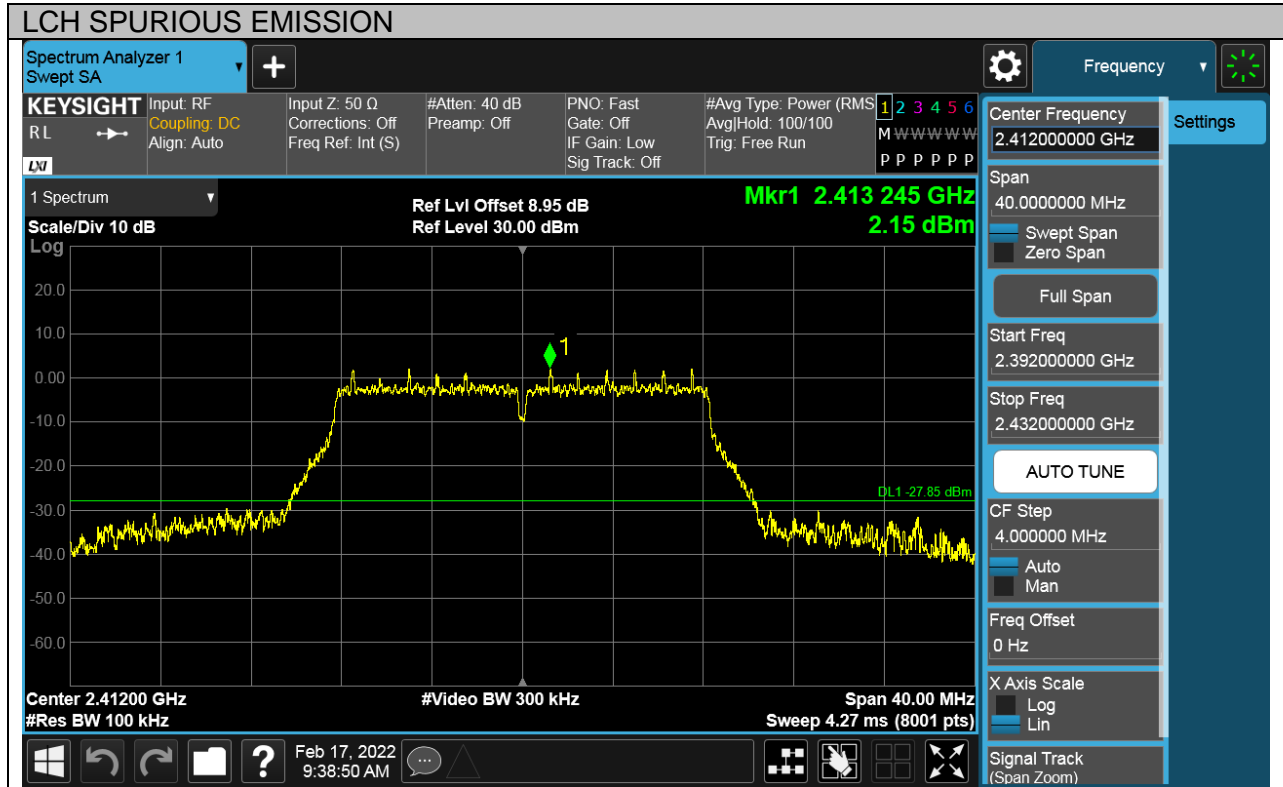 LCH SPURIOUS EMISSION
Spectrum Analyzer 1
Swept SA
+
Frequency
KEYSIGHT
RL
LXI
Input: RF
Coupling: DC
Align: Auto
Input Z: 50 Ω
Corrections: Off
Freq Ref: Int (S)
#Atten: 40 dB
Preamp: Off
PNO: Fast
Gate: Off
IF Gain: Low
Sig Track: Off
#Avg Type: Power (RMS
Avg|Hold: 100/100
Trig: Free Run
1 2 3 4 5 6
M W W W W W
P P P P P P
1 Spectrum
Scale/Div 10 dB
Ref Lvl Offset 8.95 dB
Ref Level 30.00 dBm
Mkr1 2.413 245 GHz
2.15 dBm
Log
20.0
10.0
0.00
-10.0
-20.0
-30.0
-40.0
-50.0
-60.0
1
DL1 -27.85 dBm
Center 2.41200 GHz
#Res BW 100 kHz
#Video BW 300 kHz
Span 40.00 MHz
Sweep 4.27 ms (8001 pts)
Center Frequency
2.412000000 GHz
Settings
Span
40.0000000 MHz
Swept Span
Zero Span
Full Span
Start Freq
2.392000000 GHz
Stop Freq
2.432000000 GHz
AUTO TUNE
CF Step
4.000000 MHz
Auto
Man
Freq Offset
0 Hz
X Axis Scale
Log
Lin
Signal Track
(Span Zoom)
?
Feb 17, 2022
9:38:50 AM